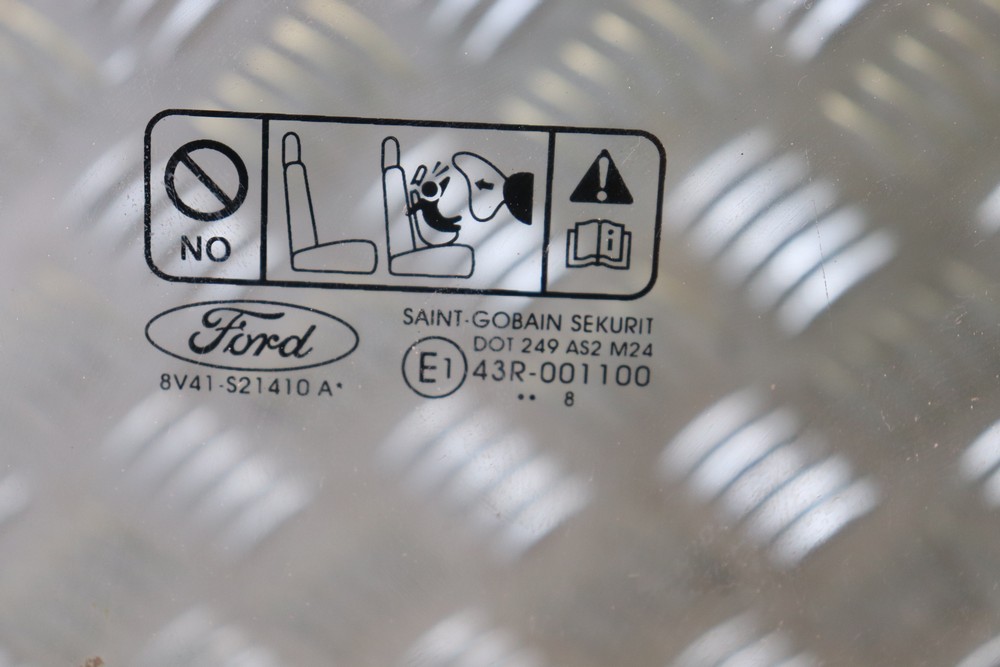 NO
i
Ford
8V41-S21410 A*
SAINT-GOBAIN SEKURIT
DOT 249 AS2 M24
E1 43R-001100
•• 8